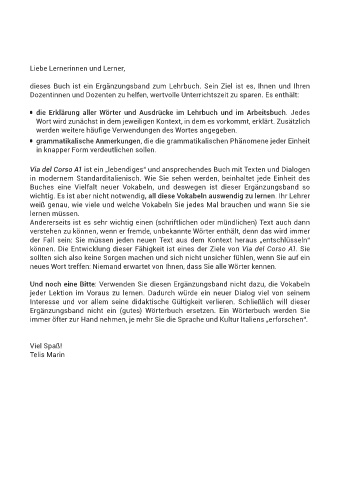 Liebe Lernerinnen und Lerner,
dieses Buch ist ein Ergänzungsband zum Lehrbuch. Sein Ziel ist es, Ihnen und Ihren
Dozentinnen und Dozenten zu helfen, wertvolle Unterrichtszeit zu sparen. Es enthält:
• die Erklärung aller Wörter und Ausdrücke im Lehrbuch und im Arbeitsbuch. Jedes
Wort wird zunächst in dem jeweiligen Kontext, in dem es vorkommt, erklärt. Zusätzlich
werden weitere häufige Verwendungen des Wortes angegeben.
• grammatikalische Anmerkungen, die die grammatikalischen Phänomene jeder Einheit
in knapper Form verdeutlichen sollen.
Via del Corso A1 ist ein „lebendiges“ und ansprechendes Buch mit Texten und Dialogen
in modernem Standarditalienisch. Wie Sie sehen werden, beinhaltet jede Einheit des
Buches eine Vielfalt neuer Vokabeln, und deswegen ist dieser Ergänzungsband so
wichtig. Es ist aber nicht notwendig, all diese Vokabeln auswendig zu lernen. Ihr Lehrer
weiß genau, wie viele und welche Vokabeln Sie jedes Mal brauchen und wann Sie sie
lernen müssen.
Andererseits ist es sehr wichtig einen (schriftlichen oder mündlichen) Text auch dann
verstehen zu können, wenn er fremde, unbekannte Wörter enthält, denn das wird immer
der Fall sein: Sie müssen jeden neuen Text aus dem Kontext heraus „entschlüsseln“
können. Die Entwicklung dieser Fähigkeit ist eines der Ziele von Via del Corso A1. Sie
sollten sich also keine Sorgen machen und sich nicht unsicher fühlen, wenn Sie auf ein
neues Wort treffen: Niemand erwartet von Ihnen, dass Sie alle Wörter kennen.
Und noch eine Bitte: Verwenden Sie diesen Ergänzungsband nicht dazu, die Vokabeln
jeder Lektion im Voraus zu lernen. Dadurch würde ein neuer Dialog viel von seinem
Interesse und vor allem seine didaktische Gültigkeit verlieren. Schließlich will dieser
Ergänzungsband nicht ein (gutes) Wörterbuch ersetzen. Ein Wörterbuch werden Sie
immer öfter zur Hand nehmen, je mehr Sie die Sprache und Kultur Italiens „erforschen“.
Viel Spaß!
Telis Marin